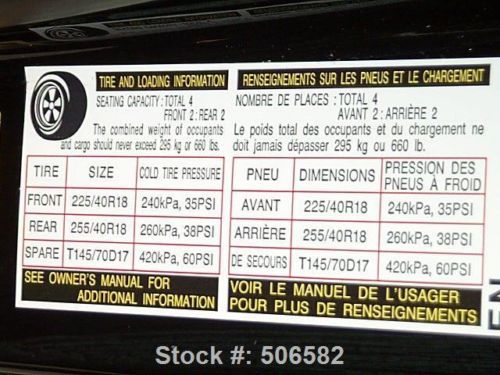 TIRE AND LOADING INFORMATION
SEATING CAPACITY : TOTAL 4
FRONT 2 : REAR 2
The combined weight of occupants
and cargo should never exceed 295 kg or 660 lbs.
TIRE SIZE COLD TIRE PRESSURE
FRONT 225/40R18 240kPa, 35PSI
REAR 255/40R18 260kPa, 38PSI
SPARE T145/70D17 420kPa, 60PSI
SEE OWNER'S MANUAL FOR
ADDITIONAL INFORMATION
RENSEIGNEMENTS SUR LES PNEUS ET LE CHARGEMENT
NOMBRE DE PLACES : TOTAL 4
AVANT 2 : ARRIÈRE 2
Le poids total des occupants et du chargement ne
doit jamais dépasser 295 kg ou 660 lb.
PNEU DIMENSIONS PRESSION DES
PNEUS À FROID
AVANT 225/40R18 240kPa, 35PSI
ARRIÈRE 255/40R18 260kPa, 38PSI
DE SECOURS T145/70D17 420kPa, 60PSI
VOIR LE MANUEL DE L'USAGER
POUR PLUS DE RENSEIGNEMENTS
Stock #: 506582